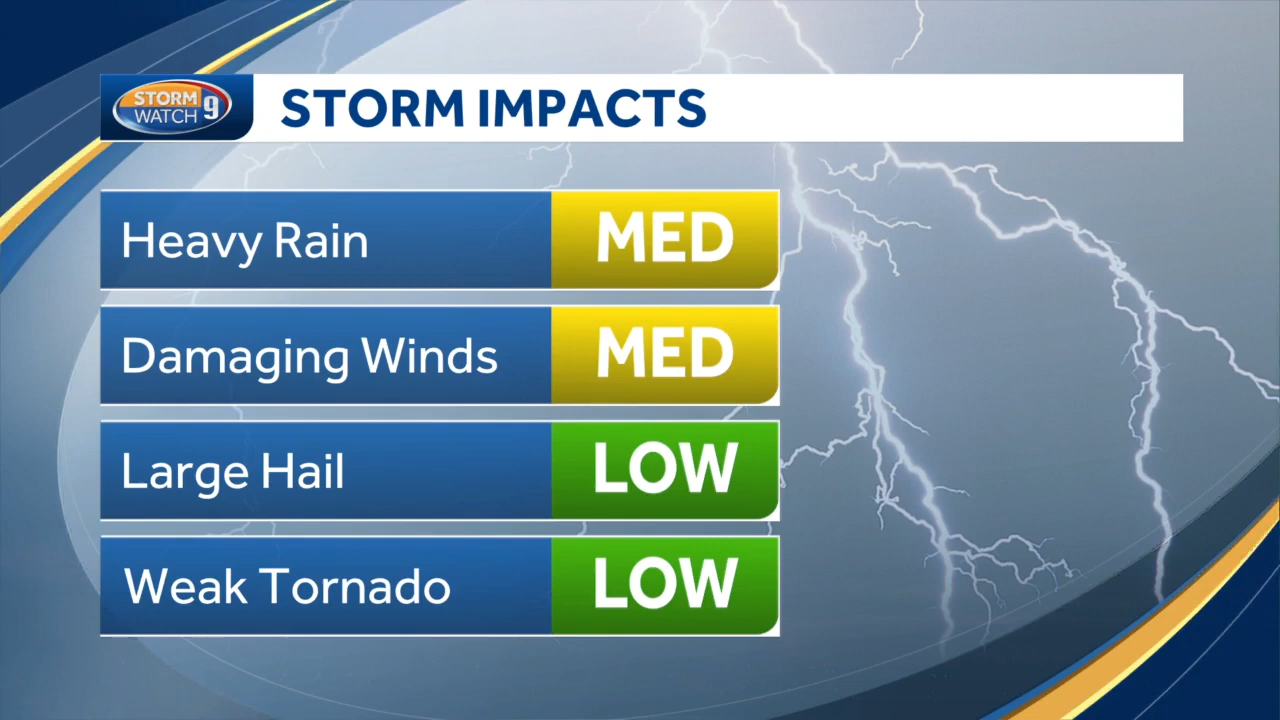 STORM
WATCH 9
STORM IMPACTS
Heavy Rain MED
Damaging Winds MED
Large Hail LOW
Weak Tornado LOW